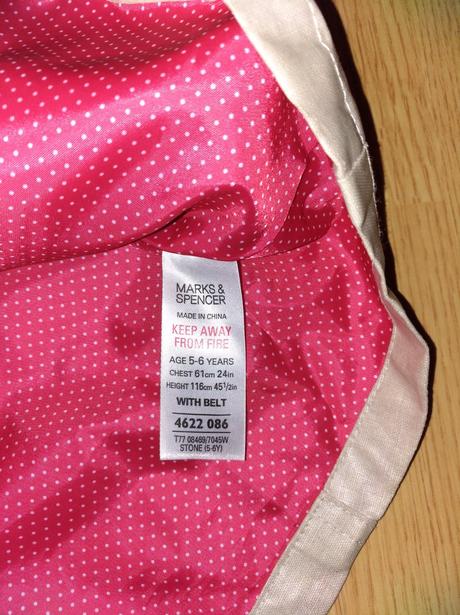 MARKS &
SPENCER
MADE IN CHINA
KEEP AWAY
FROM FIRE
AGE 5-6 YEARS
CHEST 61cm 24in
HEIGHT 116cm 45½in
WITH BELT
4622 086
T77 08469/7045W
STONE (5-6Y)